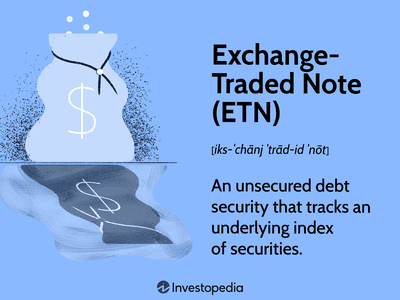 $
$
Exchange-
Traded Note
(ETN)
[iks-ˈchānj ˈtrād-id ˈnōt]
An unsecured debt
security that tracks an
underlying index
of securities.
Investopedia